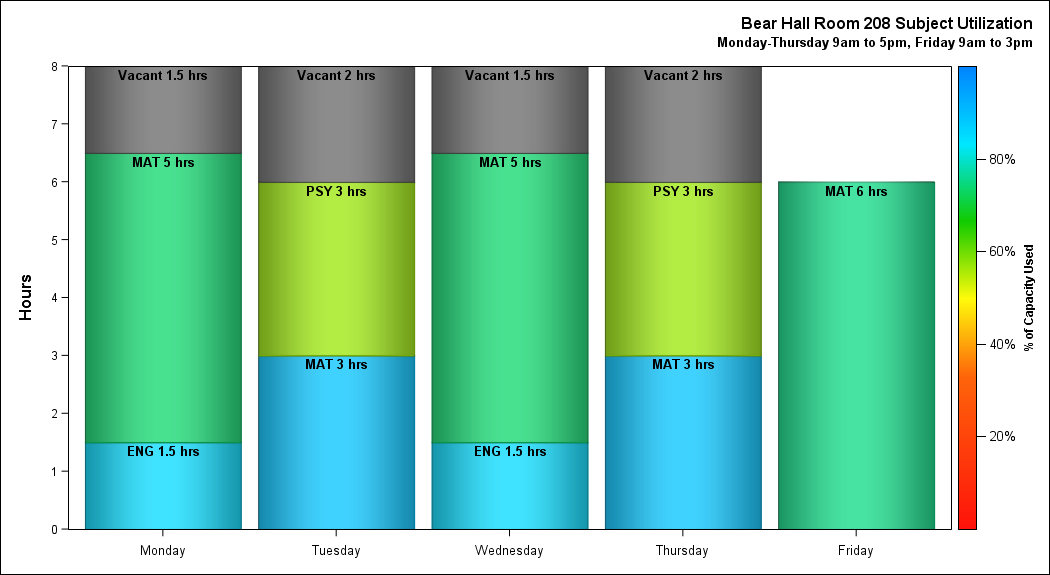 Bear Hall Room 208 Subject Utilization
Monday-Thursday 9am to 5pm, Friday 9am to 3pm
8
7
6
5
4
3
2
1
0
Hours
Vacant 1.5 hrs
MAT 5 hrs
ENG 1.5 hrs
Vacant 2 hrs
PSY 3 hrs
MAT 3 hrs
Vacant 1.5 hrs
MAT 5 hrs
ENG 1.5 hrs
Vacant 2 hrs
PSY 3 hrs
MAT 3 hrs
MAT 6 hrs
Monday Tuesday Wednesday Thursday Friday
80%
60%
40%
20%
% of Capacity Used